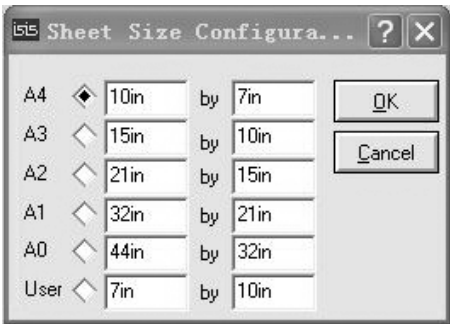 isis Sheet Size Configura...
A4 10in by 7in OK
A3 15in by 10in Cancel
A2 21in by 15in
A1 32in by 21in
A0 44in by 32in
User 7in by 10in